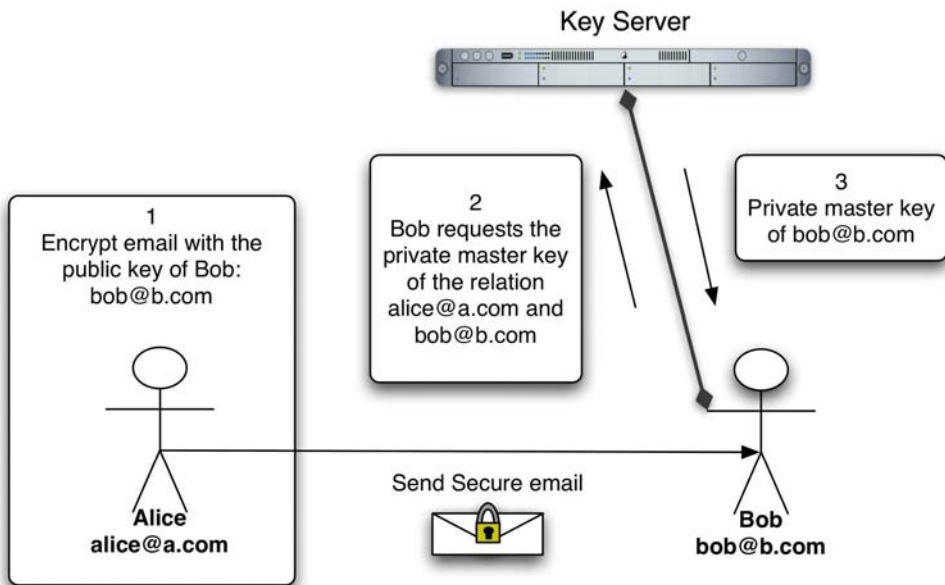 Key Server
1
Encrypt email with the
public key of Bob:
bob@b.com
2
Bob requests the
private master key
of the relation
alice@a.com and
bob@b.com
3
Private master key
of bob@b.com
Send Secure email
Alice
alice@a.com
Bob
bob@b.com